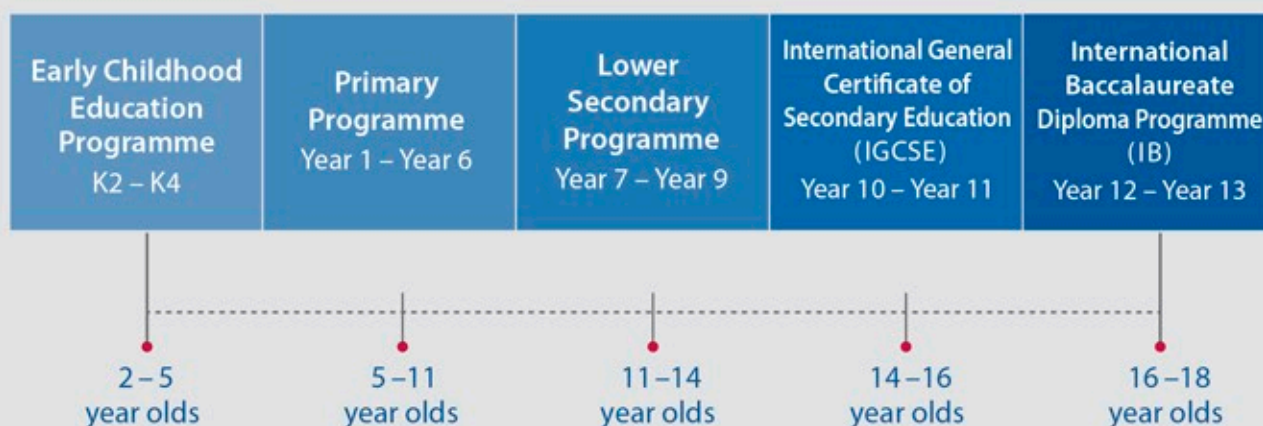 Early Childhood
Education
Programme
K2 – K4
Primary
Programme
Year 1 – Year 6
Lower
Secondary
Programme
Year 7 – Year 9
International General
Certificate of
Secondary Education
(IGCSE)
Year 10 – Year 11
International
Baccalaureate
Diploma Programme
(IB)
Year 12 – Year 13
2 – 5
year olds
5 –11
year olds
11–14
year olds
14 –16
year olds
16 –18
year olds